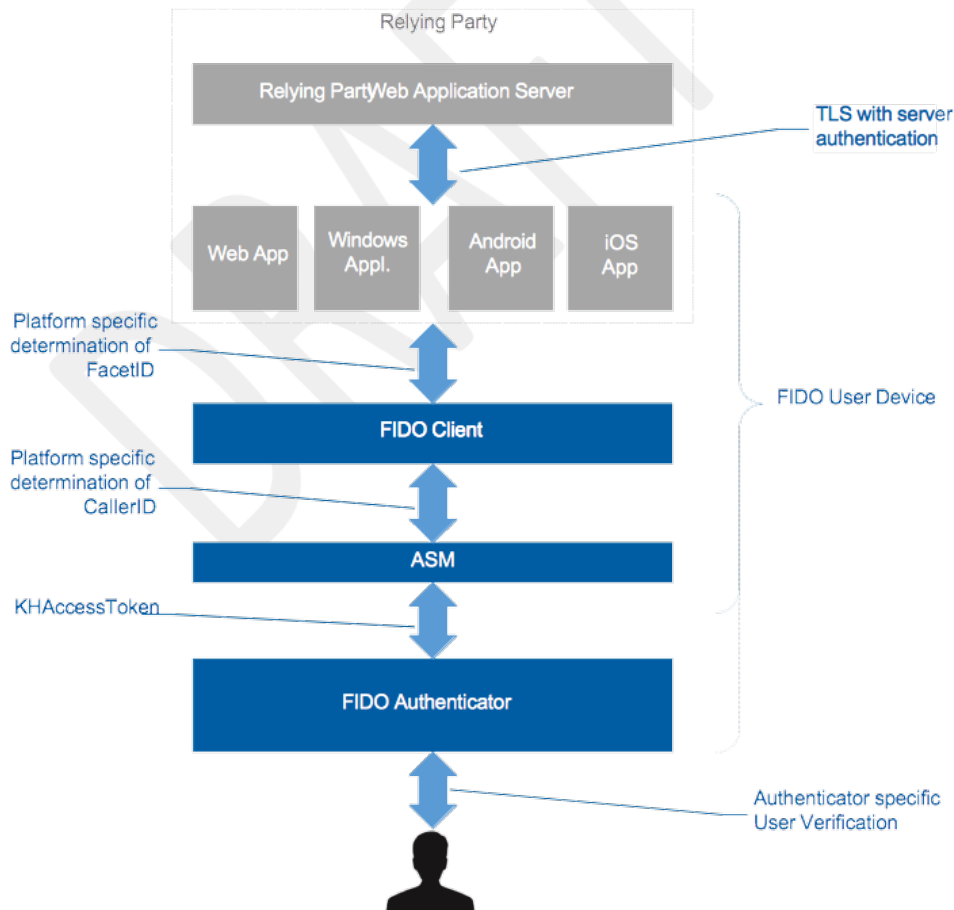 Relying Party
Relying PartyWeb Application Server
TLS with server
authentication
Web App
Windows
Appl.
Android
App
iOS
App
Platform specific
determination of
FacetID
FIDO User Device
FIDO Client
Platform specific
determination of
CallerID
ASM
KHAccessToken
FIDO Authenticator
Authenticator specific
User Verification
DRAFT